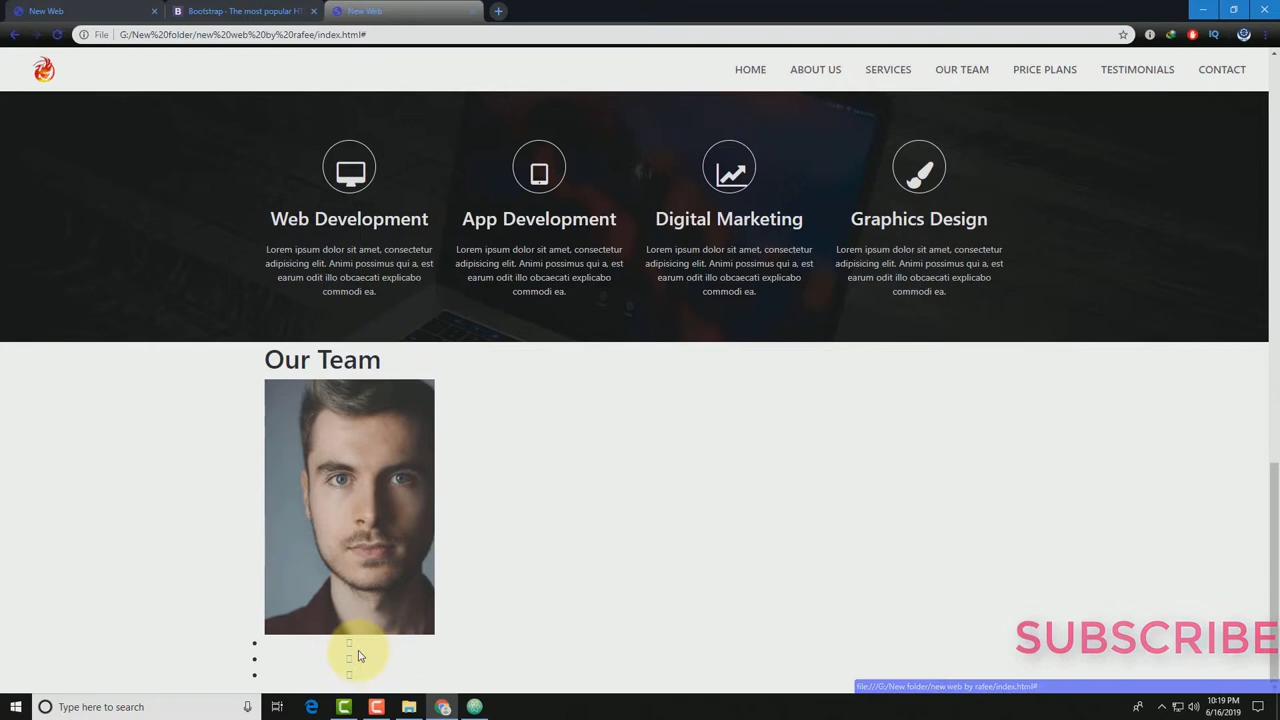 New Web
Bootstrap - The most popular HT
New Web
File
G:/New%20folder/new%20web%20by%20rafee/index.html#
IQ
HOME
ABOUT US
SERVICES
OUR TEAM
PRICE PLANS
TESTIMONIALS
CONTACT
Web Development
App Development
Digital Marketing
Graphics Design
Lorem ipsum dolor sit amet, consectetur
adipisicing elit. Animi possimus qui a, est
earum odit illo obcaecati explicabo
commodi ea.
Lorem ipsum dolor sit amet, consectetur
adipisicing elit. Animi possimus qui a, est
earum odit illo obcaecati explicabo
commodi ea.
Lorem ipsum dolor sit amet, consectetur
adipisicing elit. Animi possimus qui a, est
earum odit illo obcaecati explicabo
commodi ea.
Lorem ipsum dolor sit amet, consectetur
adipisicing elit. Animi possimus qui a, est
earum odit illo obcaecati explicabo
commodi ea.
Our Team
SUBSCRIBE
file:///G:/New folder/new web by rafee/index.html#
Type here to search
10:19 PM
6/16/2019